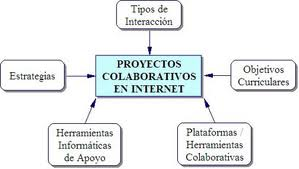 Tipos de
Interacción
Estrategias
PROYECTOS
COLABORATIVOS
EN INTERNET
Objetivos
Curriculares
Herramientas
Informáticas
de Apoyo
Plataformas /
Herramientas
Colaborativas